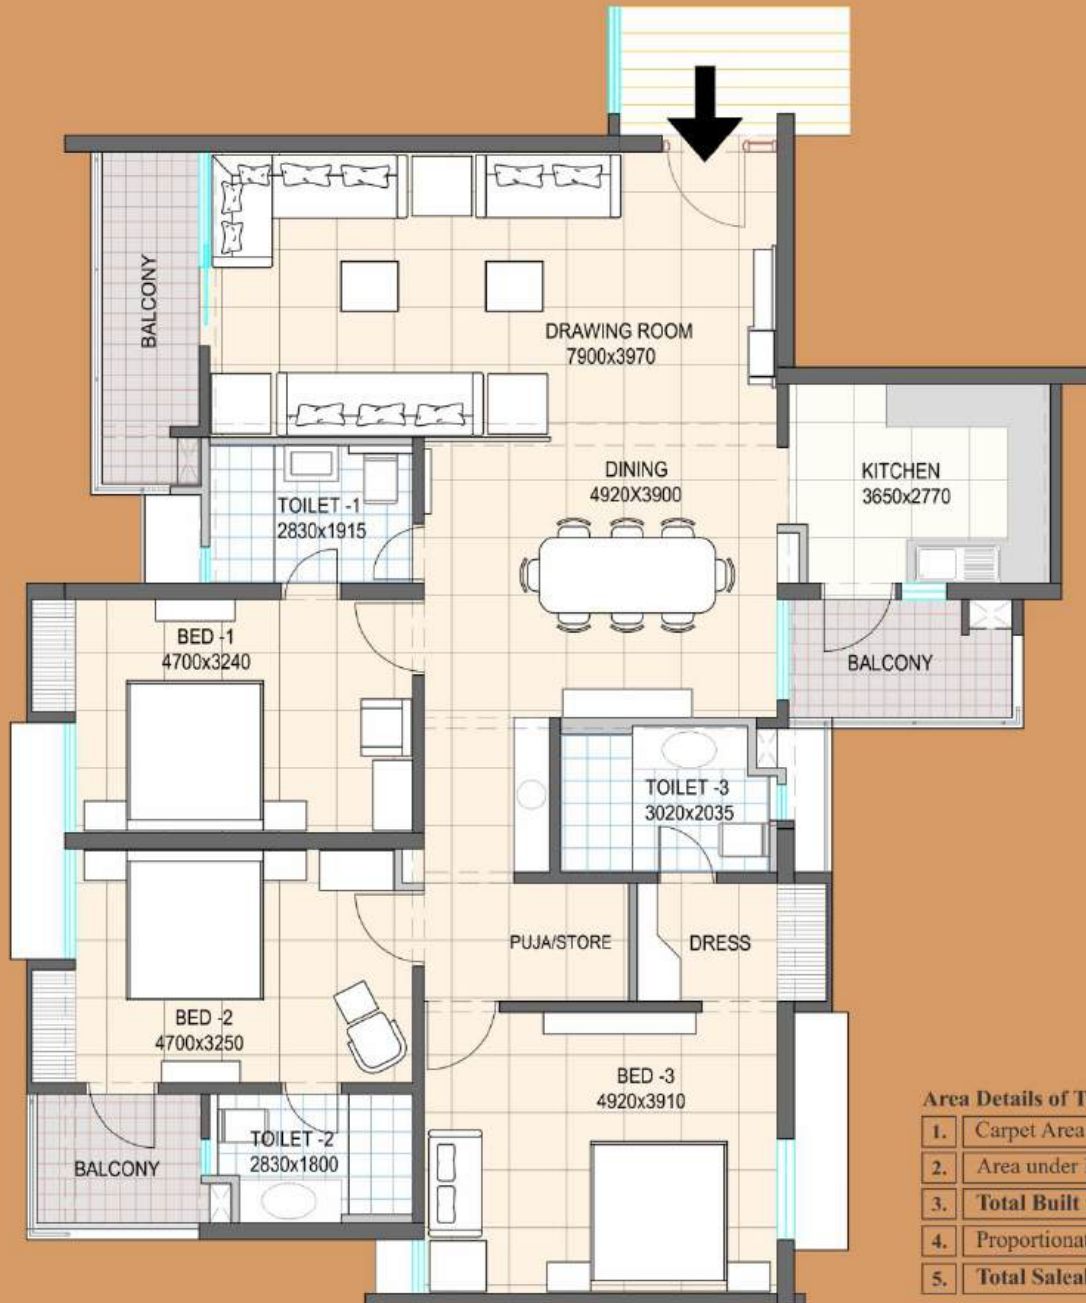 BALCONY
DRAWING ROOM
7900x3970
DINING
4920X3900
KITCHEN
3650x2770
TOILET -1
2830x1915
BED -1
4700x3240
BALCONY
TOILET -3
3020x2035
PUJA/STORE
DRESS
BED -2
4700x3250
BED -3
4920x3910
TOILET -2
2830x1800
BALCONY
Area Details of
1. Carpet Area
2. Area under
3. Total Built
4.
5. Total